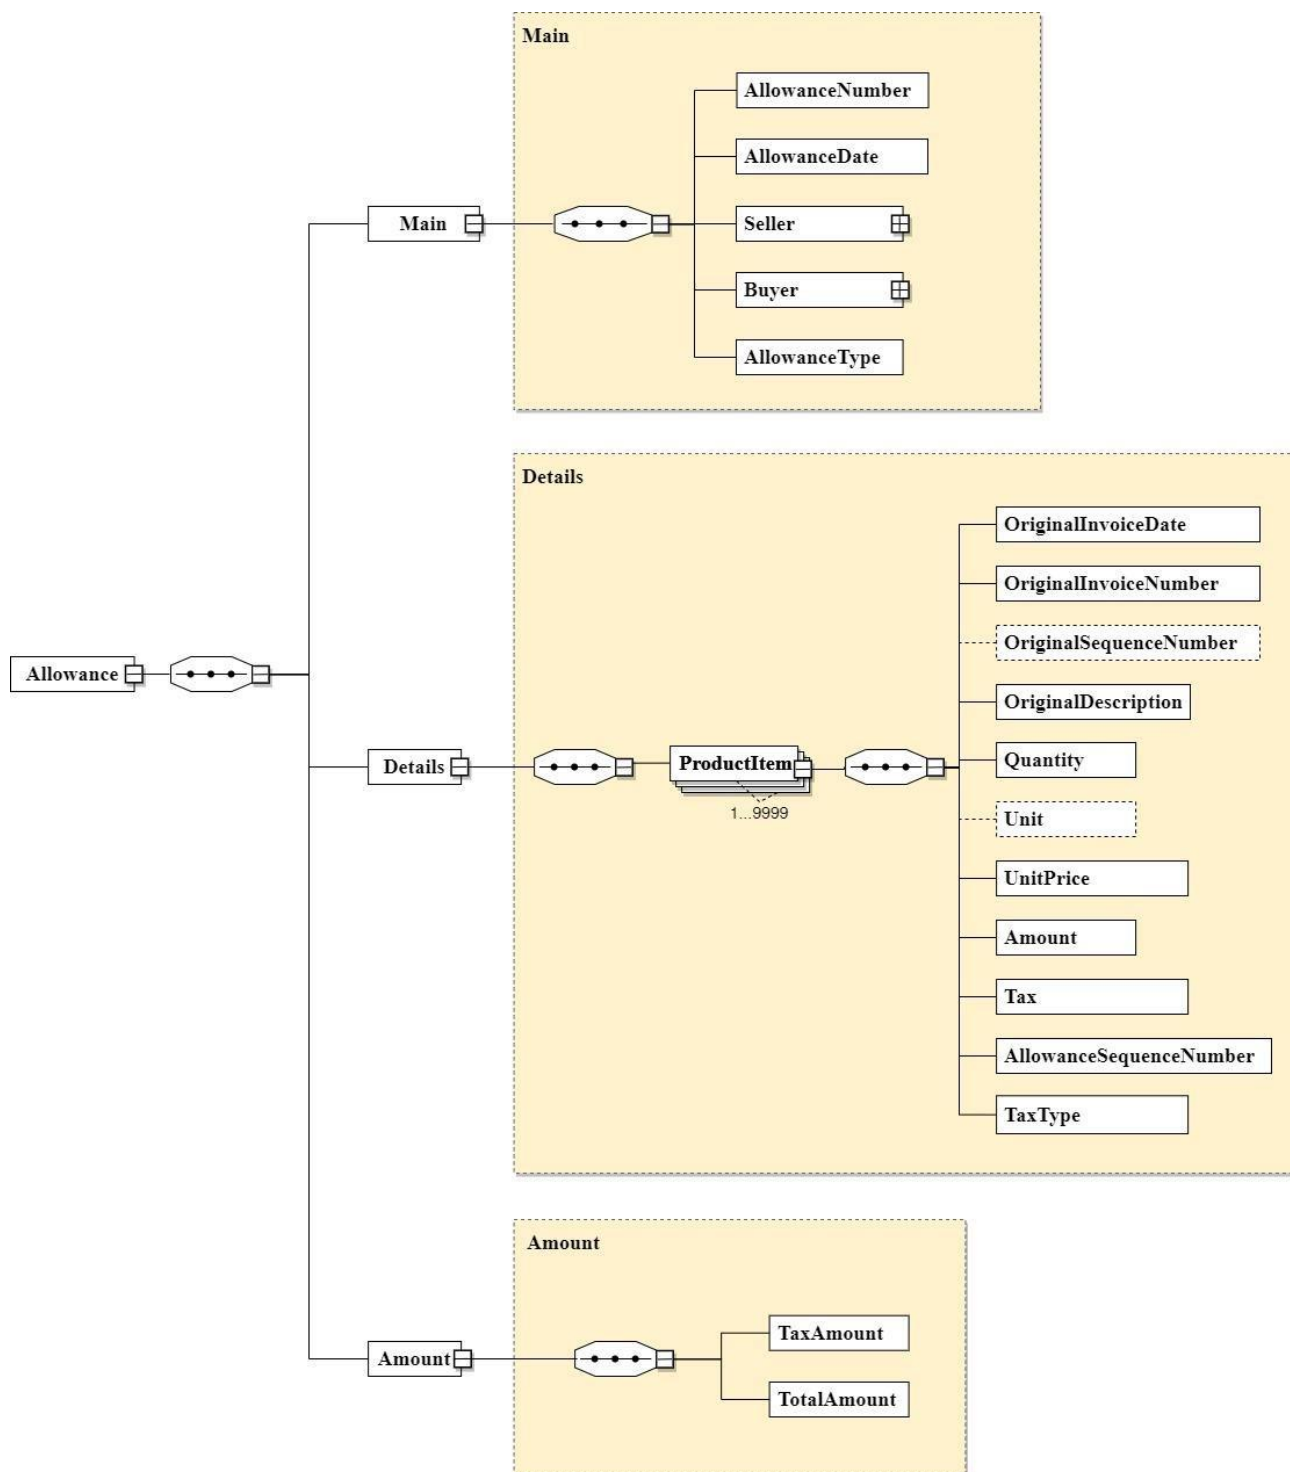 Main
AllowanceNumber
AllowanceDate
Main
Seller
Buyer
AllowanceType
Details
OriginalInvoiceDate
OriginalInvoiceNumber
OriginalSequenceNumber
Allowance
OriginalDescription
Details
ProductItem
1...9999
Quantity
Unit
UnitPrice
Amount
Tax
AllowanceSequenceNumber
TaxType
Amount
TaxAmount
Amount
TotalAmount